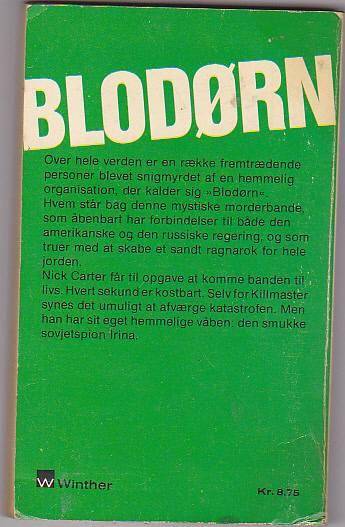 BLODØRN
Over hele verden er en række fremtrædende
personer blevet snigmyrdet af en hemmelig
organisation, der kalder sig »Blodørn«.
Hvem står bag denne mystiske morderbande,
som åbenbart har forbindelser til både den
amerikanske og den russiske regering, og som
truer med at skabe et sandt ragnarok for hele
jorden.
Nick Carter får til opgave at komme banden til
livs. Hvert sekund er kostbart. Selv for Killmaster
synes det umuligt at afværge katastrofen. Men
han har sit eget hemmelige våben: den smukke
sovjetspion Irina.
W Winther
Kr. 8,75